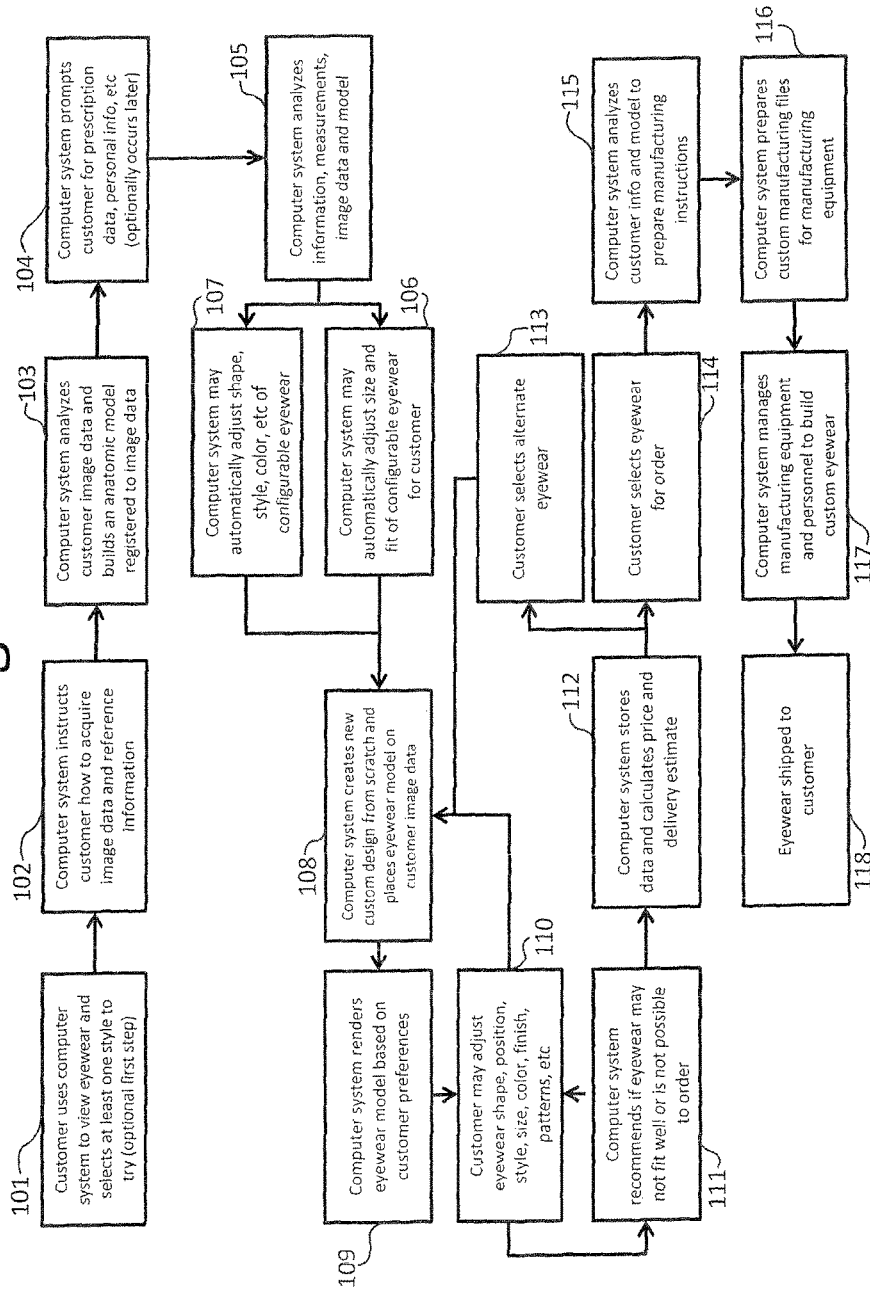 101
Customer uses computer
system to view eyewear and
selects at least one style to
try (optional first step)
102
Computer system instructs
customer how to acquire
image data and reference
information
103
Computer system analyzes
customer image data and
builds an anatomic model
registered to image data
104
Computer system prompts
customer for prescription
data, personal info, etc
(optionally occurs later)
105
Computer system analyzes
information, measurements,
image data and model
107
Computer system may
automatically adjust shape,
style, color, etc of
configurable eyewear
106
Computer system may
automatically adjust size and
fit of configurable eyewear
for customer
108
Computer system creates new
custom design from scratch and
places eyewear model on
customer image data
109
Computer system renders
eyewear model based on
customer preferences
110
Customer may adjust
eyewear shape, position,
style, size, color, finish,
patterns, etc
111
Computer system
recommends if eyewear may
not fit well or is not possible
to order
112
Computer system stores
data and calculates price and
delivery estimate
113
Customer selects alternate
eyewear
114
Customer selects eyewear
for order
115
Computer system analyzes
customer info and model to
prepare manufacturing
instructions
116
Computer system prepares
custom manufacturing files
for manufacturing
equipment
117
Computer system manages
manufacturing equipment
and personnel to build
custom eyewear
118
Eyewear shipped to
customer